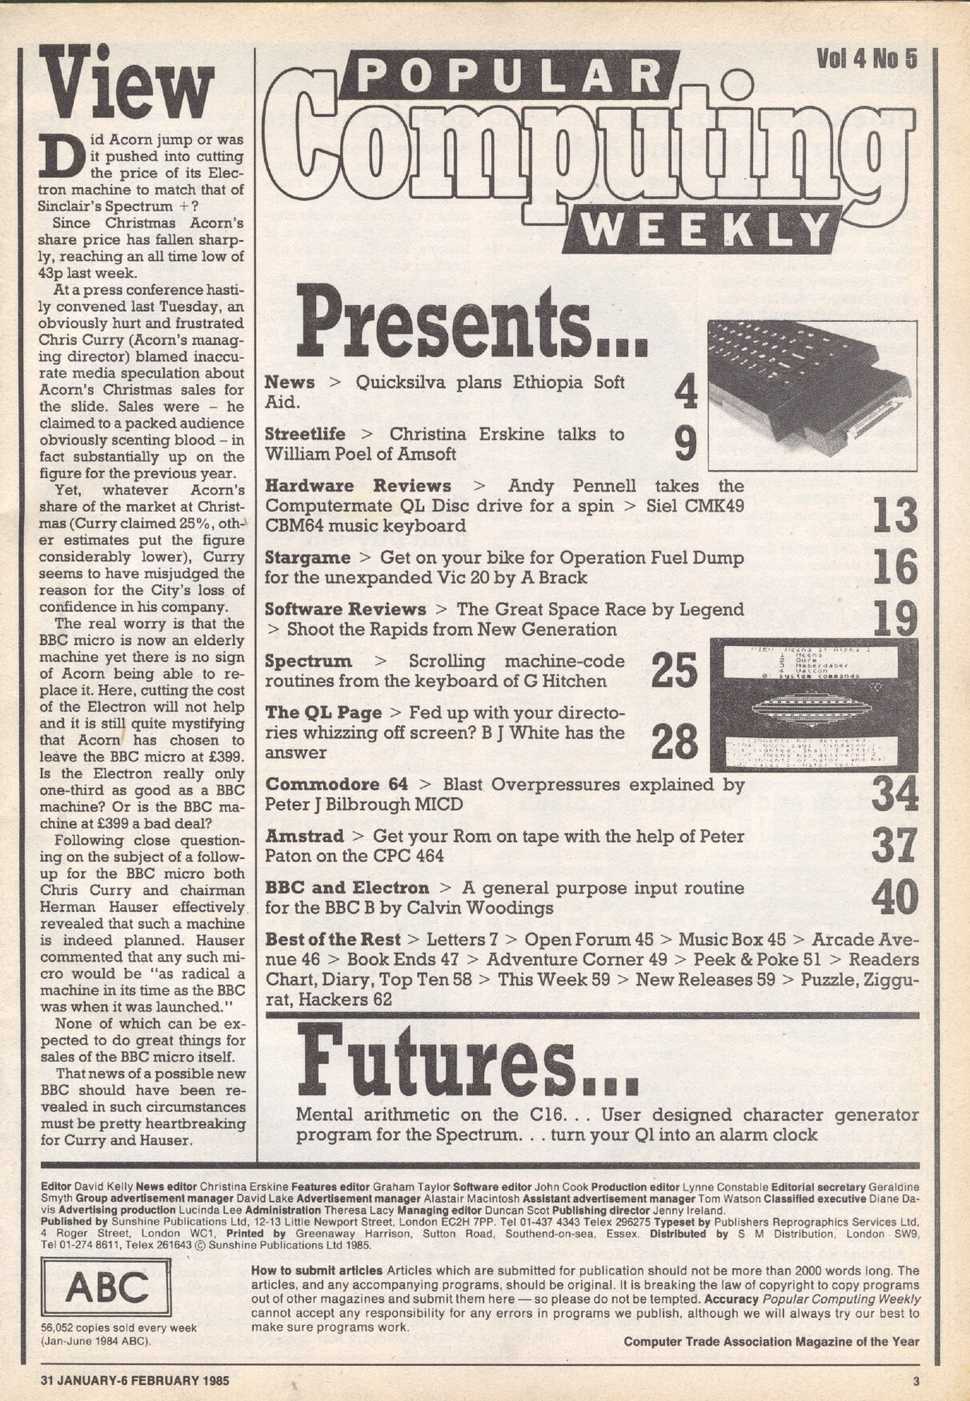 View
Did Acorn jump or was
it pushed into cutting
the price of its Elec-
tron machine to match that of
Sinclair's Spectrum +?
Since Christmas Acorn's
share price has fallen sharp-
ly, reaching an all time low of
43p last week.
At a press conference hasti-
ly convened last Tuesday, an
obviously hurt and frustrated
Chris Curry (Acorn's manag-
ing director) blamed inaccu-
rate media speculation about
Acorn's Christmas sales for
the slide. Sales were – he
claimed to a packed audience
obviously scenting blood – in
fact substantially up on the
figure for the previous year.
Yet, whatever Acorn's
share of the market at Christ-
mas (Curry claimed 25%, oth-
er estimates put the figure
considerably lower), Curry
seems to have misjudged the
reason for the City's loss of
confidence in his company.
The real worry is that the
BBC micro is now an elderly
machine yet there is no sign
of Acorn being able to re-
place it. Here, cutting the cost
of the Electron will not help
and it is still quite mystifying
that Acorn has chosen to
leave the BBC micro at £399.
Is the Electron really only
one-third as good as a BBC
machine? Or is the BBC ma-
chine at £399 a bad deal?
Following close question-
ing on the subject of a follow-
up for the BBC micro both
Chris Curry and chairman
Herman Hauser effectively
revealed that such a machine
is indeed planned. Hauser
commented that any such mi-
cro would be "as radical a
machine in its time as the BBC
was when it was launched."
None of which can be ex-
pected to do great things for
sales of the BBC micro itself.
That news of a possible new
BBC should have been re-
vealed in such circumstances
must be pretty heartbreaking
for Curry and Hauser.
Vol 4 No 5
POPULAR
Computing
WEEKLY
Presents...
News > Quicksilva plans Ethiopia Soft
Aid. 4
Streetlife > Christina Erskine talks to
William Poel of Amsoft 9
Hardware Reviews > Andy Pennell takes the
Computermate QL Disc drive for a spin > Siel CMK49
CBM64 music keyboard 13
Stargame > Get on your bike for Operation Fuel Dump
for the unexpanded Vic 20 by A Brack 16
Software Reviews > The Great Space Race by Legend
> Shoot the Rapids from New Generation 19
Spectrum > Scrolling machine-code
routines from the keyboard of G Hitchen 25
The QL Page > Fed up with your directo-
ries whizzing off screen? B J White has the
answer 28
system commands
Commodore 64 > Blast Overpressures explained by
Peter J Bilbrough MICD 34
Amstrad > Get your Rom on tape with the help of Peter
Paton on the CPC 464 37
BBC and Electron > A general purpose input routine
for the BBC B by Calvin Woodings 40
Best of the Rest > Letters 7 > Open Forum 45 > Music Box 45 > Arcade Ave-
nue 46 > Book Ends 47 > Adventure Corner 49 > Peek & Poke 51 > Readers
Chart, Diary, Top Ten 58 > This Week 59 > New Releases 59 > Puzzle, Ziggu-
rat, Hackers 62
Futures...
Mental arithmetic on the C16. . . User designed character generator
program for the Spectrum. . . turn your Ql into an alarm clock
Editor David Kelly News editor Christina Erskine Features editor Graham Taylor Software editor John Cook Production editor Lynne Constable Editorial secretary Geraldine
Smyth Group advertisement manager David Lake Advertisement manager Alastair Macintosh Assistant advertisement manager Tom Watson Classified executive Diane Da-
vis Advertising production Lucinda Lee Administration Theresa Lacy Managing editor Duncan Scot Publishing director Jenny Ireland.
Published by Sunshine Publications Ltd, 12-13 Little Newport Street, London EC2H 7PP. Tel 01-437 4343 Telex 296275 Typeset by Publishers Reprographics Services Ltd,
4 Roger Street, London WC1, Printed by Greenaway Harrison, Sutton Road, Southend-on-sea, Essex. Distributed by S M Distribution, London SW9,
Tel 01-274 8611, Telex 261643 © Sunshine Publications Ltd 1985.
ABC
56,052 copies sold every week
(Jan-June 1984 ABC).
How to submit articles Articles which are submitted for publication should not be more than 2000 words long. The
articles, and any accompanying programs, should be original. It is breaking the law of copyright to copy programs
out of other magazines and submit them here — so please do not be tempted. Accuracy Popular Computing Weekly
cannot accept any responsibility for any errors in programs we publish, although we will always try our best to
make sure programs work.
Computer Trade Association Magazine of the Year
31 JANUARY-6 FEBRUARY 1985
3